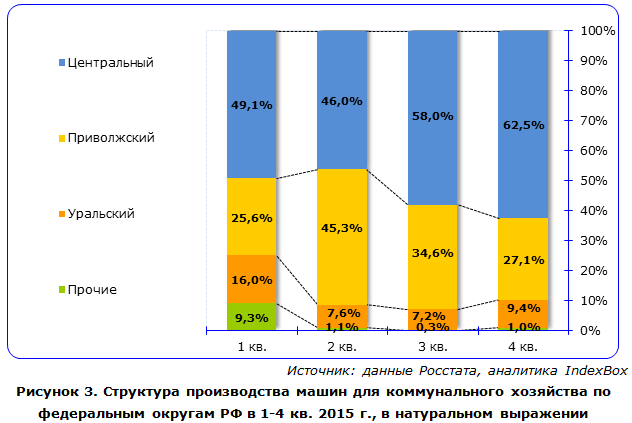 100%
90%
80%
70%
60%
50%
40%
30%
20%
10%
0%
Центральный
Приволжский
Уральский
Прочие
49,1% 46,0% 58,0% 62,5%
25,6% 45,3% 34,6% 27,1%
16,0% 7,6% 7,2% 9,4%
9,3% 1,1% 0,3% 1,0%
1 кв. 2 кв. 3 кв. 4 кв.
Источник: данные Росстата, аналитика IndexBox
Рисунок 3. Структура производства машин для коммунального хозяйства по
федеральным округам РФ в 1-4 кв. 2015 г., в натуральном выражении